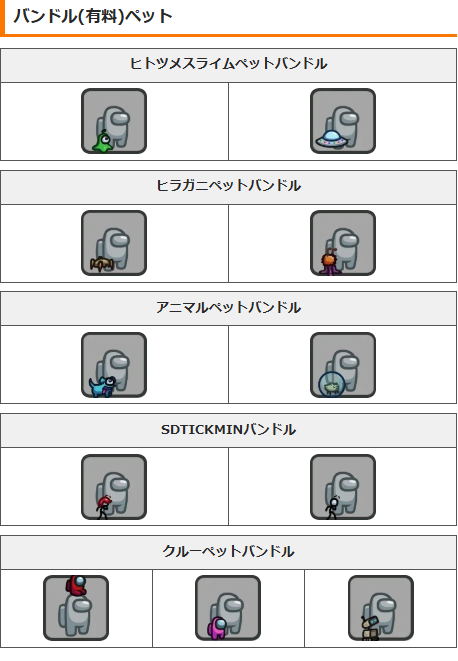 バンドル(有料)ペット
ヒトツメスライムペットバンドル
ヒラガニペットバンドル
アニマルペットバンドル
SDTICKMINバンドル
クルーペットバンドル